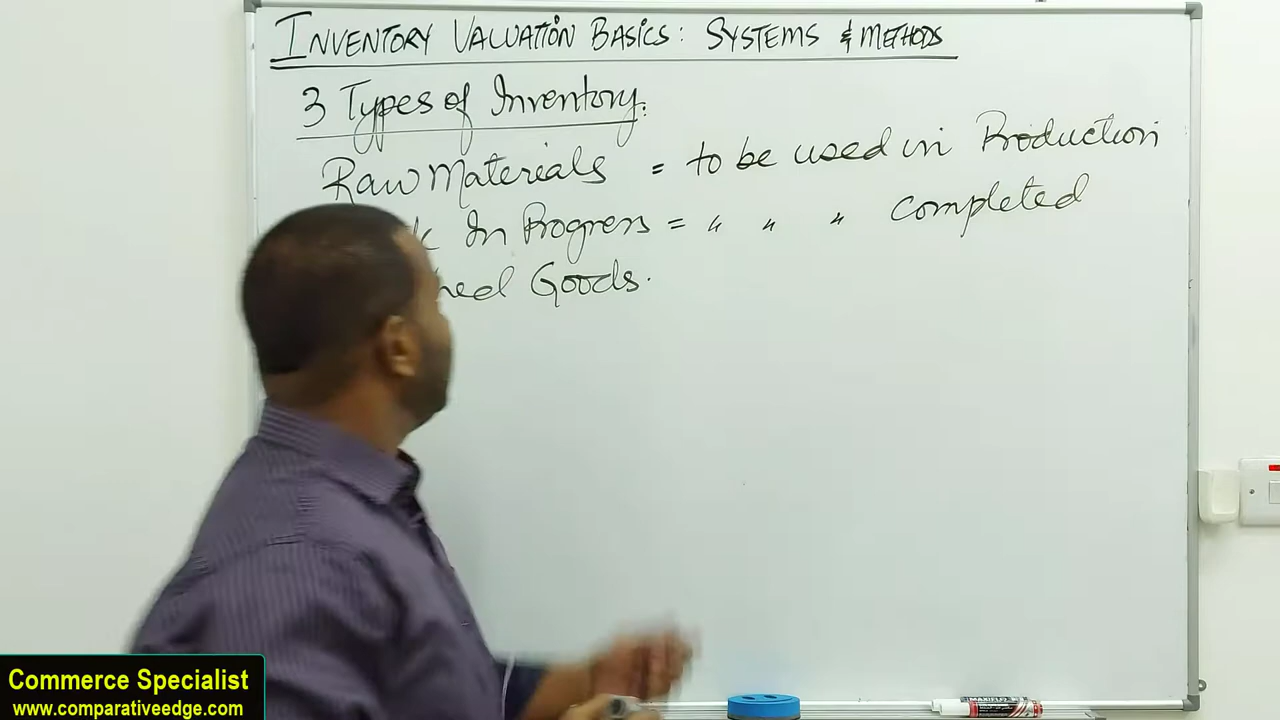 INVENTORY VALUATION BASICS: SYSTEMS & METHODS
3 Types of Inventory:
Raw Materials = to be used in Production
In Progress = " " " completed
Goods.
Commerce Specialist
www.comparativeedge.com